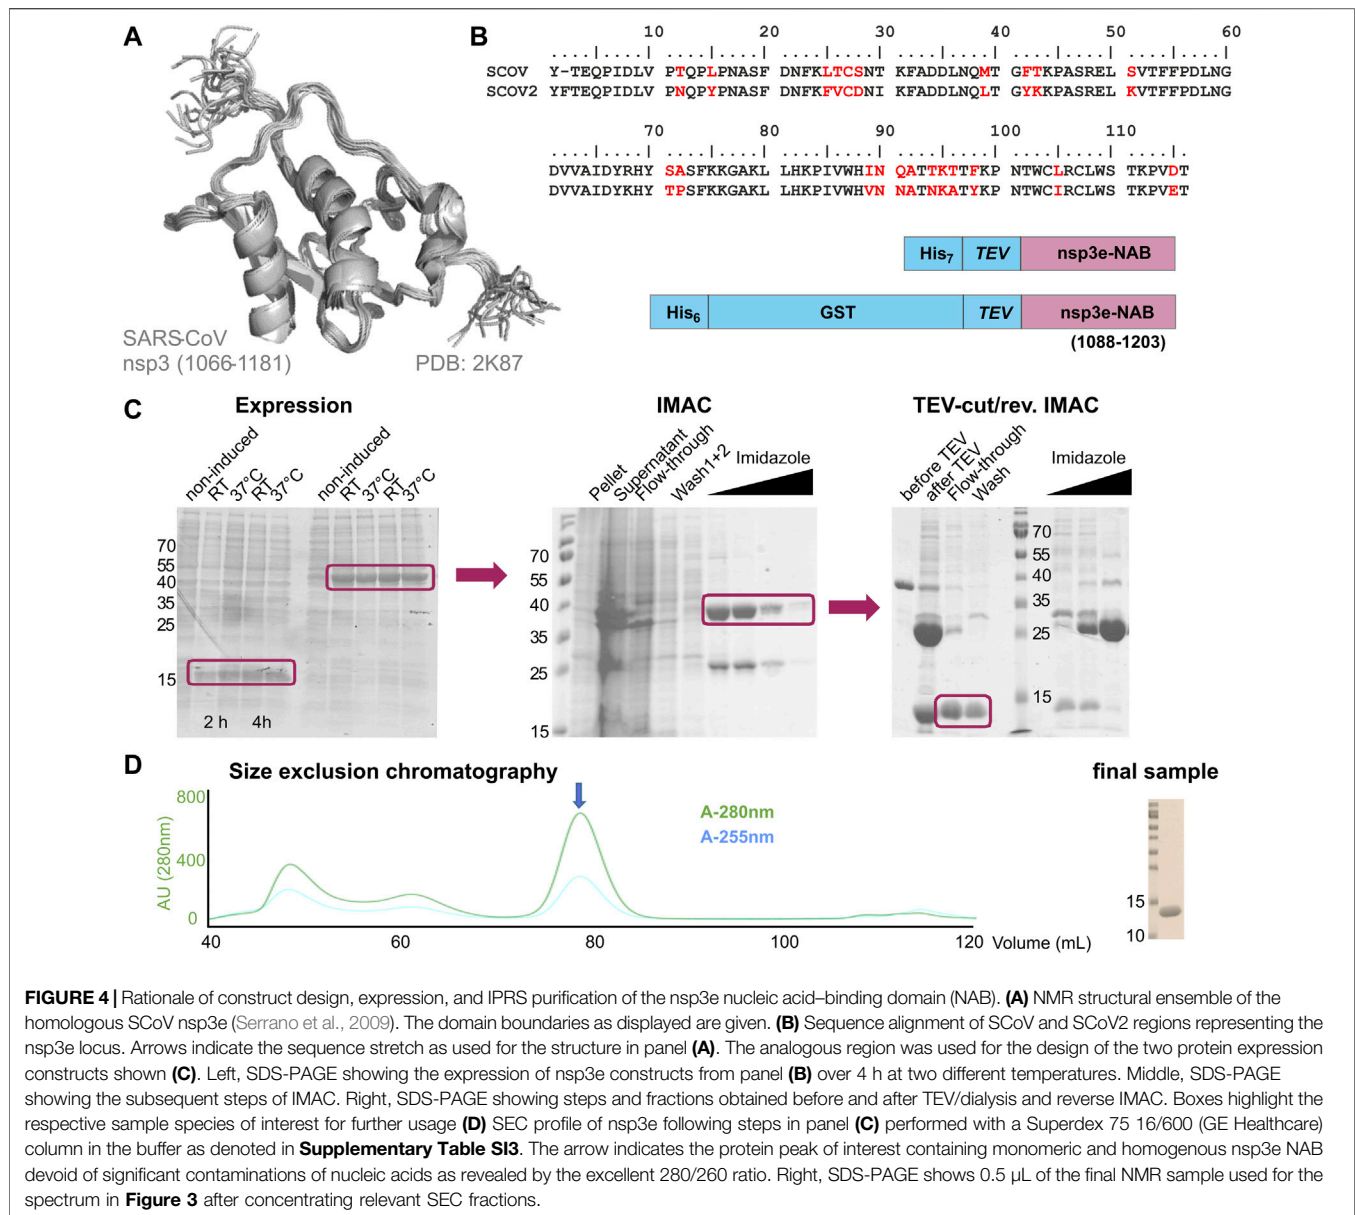 A
SARS-CoV
nsp3 (1066-1181)
PDB: 2K87
B
10 20 30 40 50 60
SCOV Y-TEQPIDLV PTQPLPNASF DNFKLTCSNT KFADDLNQMT GFTKPASREL SVTFFPDLNG
SCOV2 YFTEQPIDLV PNQPYPNASF DNFKFVCDNI KFADDLNQLT GYKKPASREL KVTFFPDLNG
70 80 90 100 110
DVVAIDYRHY SASFKKGAKL LHKPIVWHIN QATTKTTFKP NTWCLRCLWS TKPVDT
DVVAIDYKHY TPSFKKGAKL LHKPIVWHVN NATNKATYKP NTWCIRCLWS TKPVET
His7 TEV nsp3e-NAB
His6 GST TEV nsp3e-NAB
(1088-1203)
C
Expression
non-induced RT 37°C RT 37°C non-induced RT 37°C RT 37°C
70
55
40
35
25
15
2 h 4h
IMAC
Pellet Supernatant Flow-through Wash1+2 Imidazole
70
55
40
35
25
15
TEV-cut/rev. IMAC
before TEV after TEV Flow-through Wash Imidazole
70
55
40
35
25
15
D
Size exclusion chromatography
AU (280nm)
800
400
0
A-280nm
A-255nm
40 60 80 100 120 Volume (mL)
final sample
15
10
FIGURE 4 | Rationale of construct design, expression, and IPRS purification of the nsp3e nucleic acid–binding domain (NAB). (A) NMR structural ensemble of the
homologous SCoV nsp3e (Serrano et al., 2009). The domain boundaries as displayed are given. (B) Sequence alignment of SCoV and SCoV2 regions representing the
nsp3e locus. Arrows indicate the sequence stretch as used for the structure in panel (A). The analogous region was used for the design of the two protein expression
constructs shown (C). Left, SDS-PAGE showing the expression of nsp3e constructs from panel (B) over 4 h at two different temperatures. Middle, SDS-PAGE
showing the subsequent steps of IMAC. Right, SDS-PAGE showing steps and fractions obtained before and after TEV/dialysis and reverse IMAC. Boxes highlight the
respective sample species of interest for further usage (D) SEC profile of nsp3e following steps in panel (C) performed with a Superdex 75 16/600 (GE Healthcare)
column in the buffer as denoted in Supplementary Table SI3. The arrow indicates the protein peak of interest containing monomeric and homogenous nsp3e NAB
devoid of significant contaminations of nucleic acids as revealed by the excellent 280/260 ratio. Right, SDS-PAGE shows 0.5 µL of the final NMR sample used for the
spectrum in Figure 3 after concentrating relevant SEC fractions.